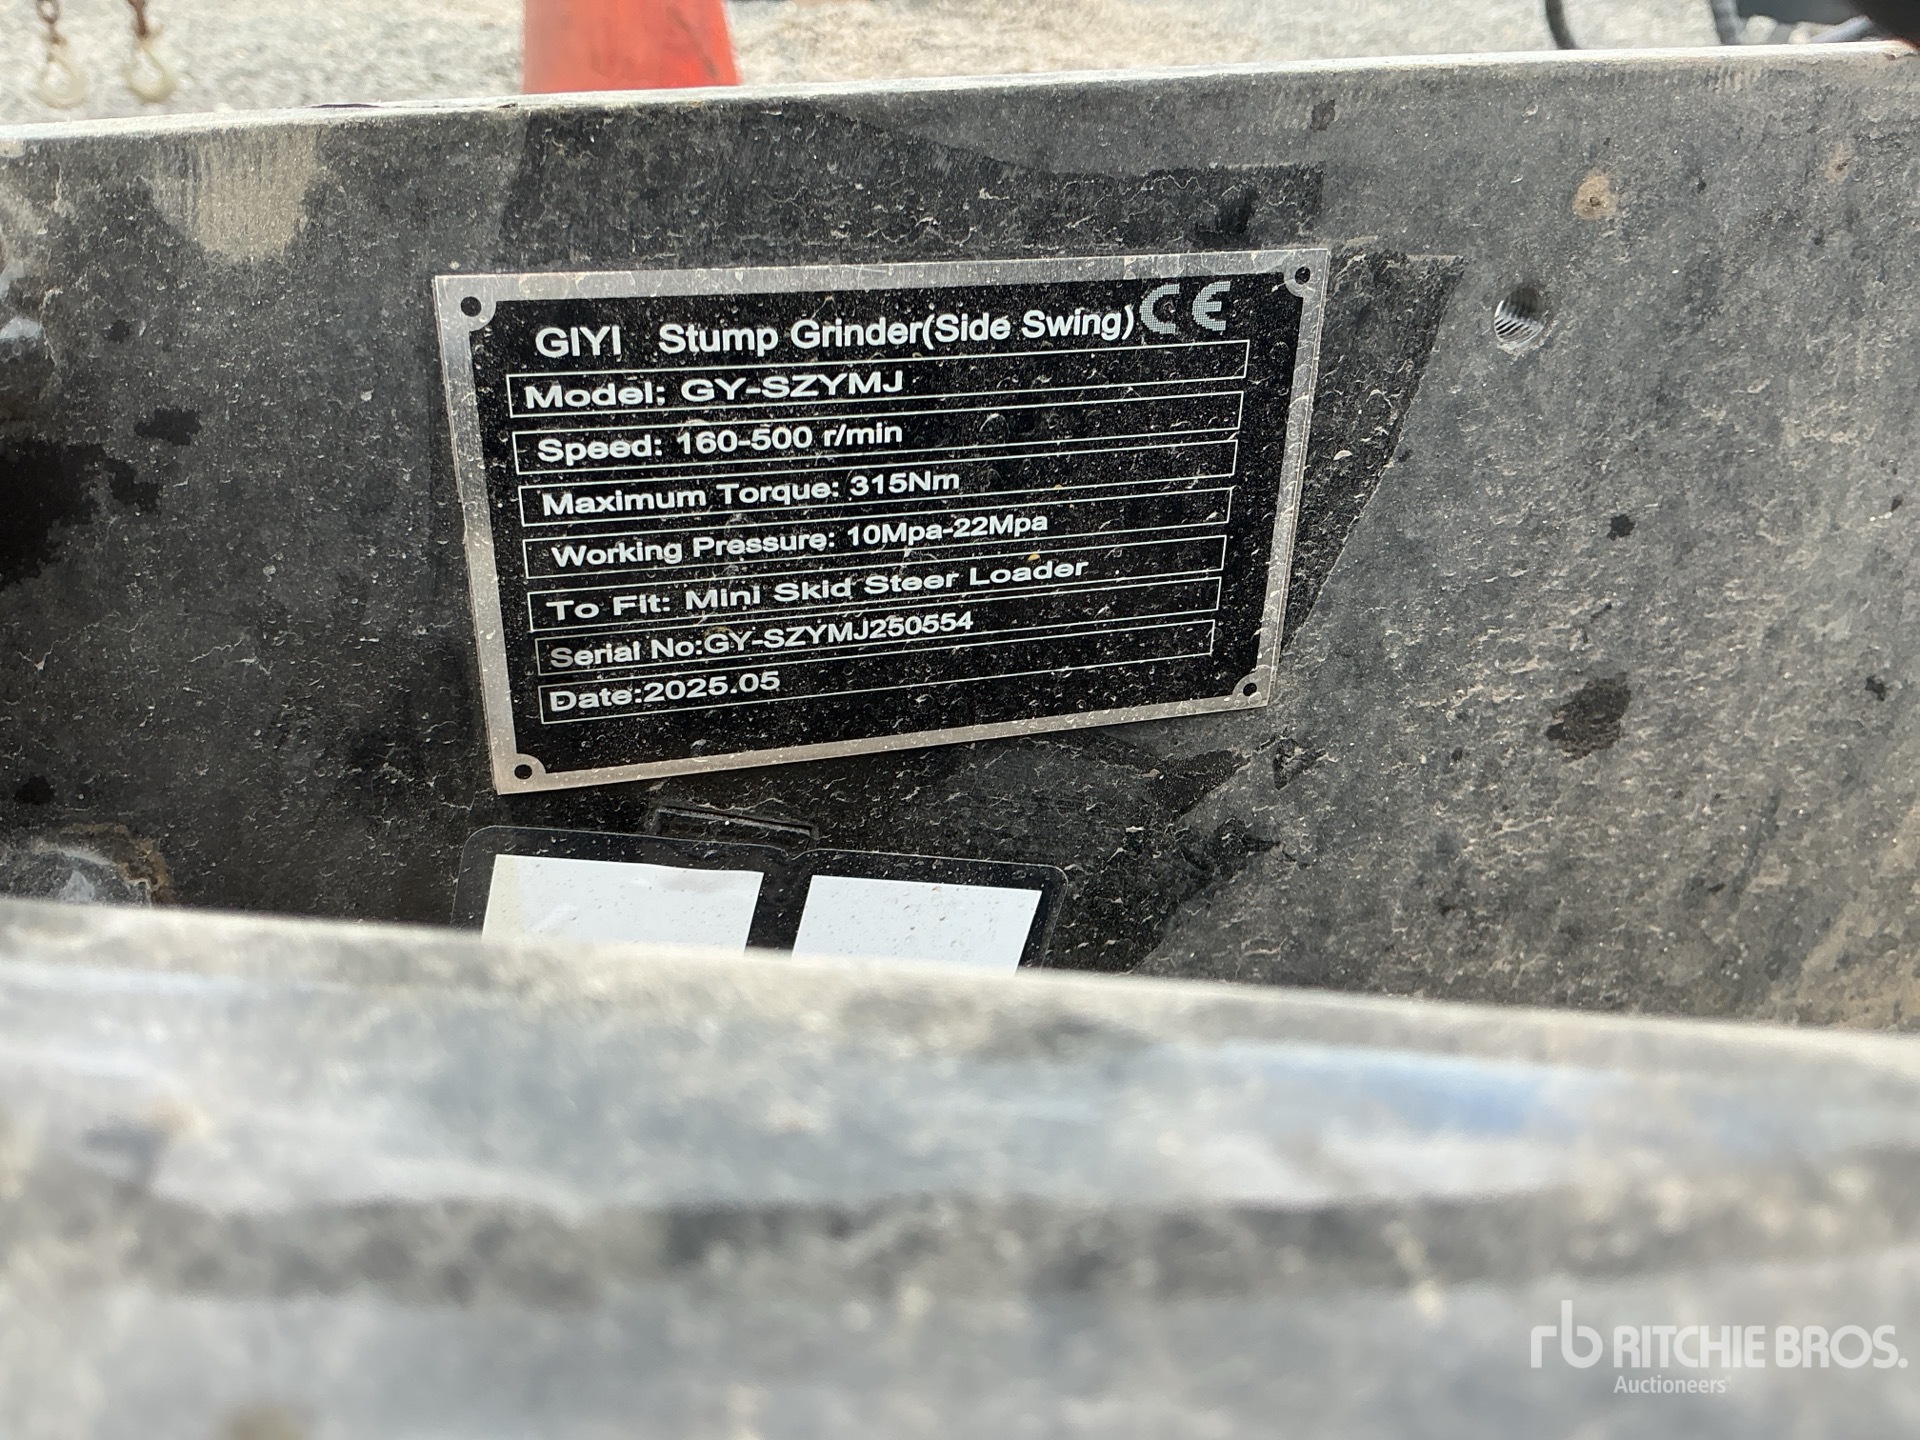 GIYI Stump Grinder(Side Swing) CE
Model: GY-SZYMJ
Speed: 160-500 r/min
Maximum Torque: 315Nm
Working Pressure: 10Mpa-22Mpa
To Fit: Mini Skid Steer Loader
Serial No:GY-SZYMJ250554
Date:2025.05
rb RITCHIE BROS.
Auctioneers